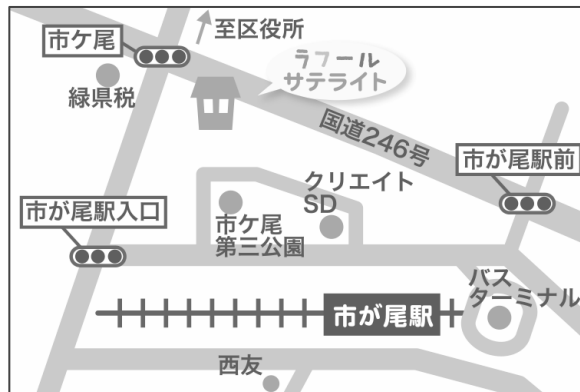 市ケ尾
至区役所
ラフール
サテライト
緑県税
国道246号
市が尾駅前
クリエイト
SD
市が尾駅入口
市ケ尾
第三公園
バス
ターミナル
市が尾駅
西友